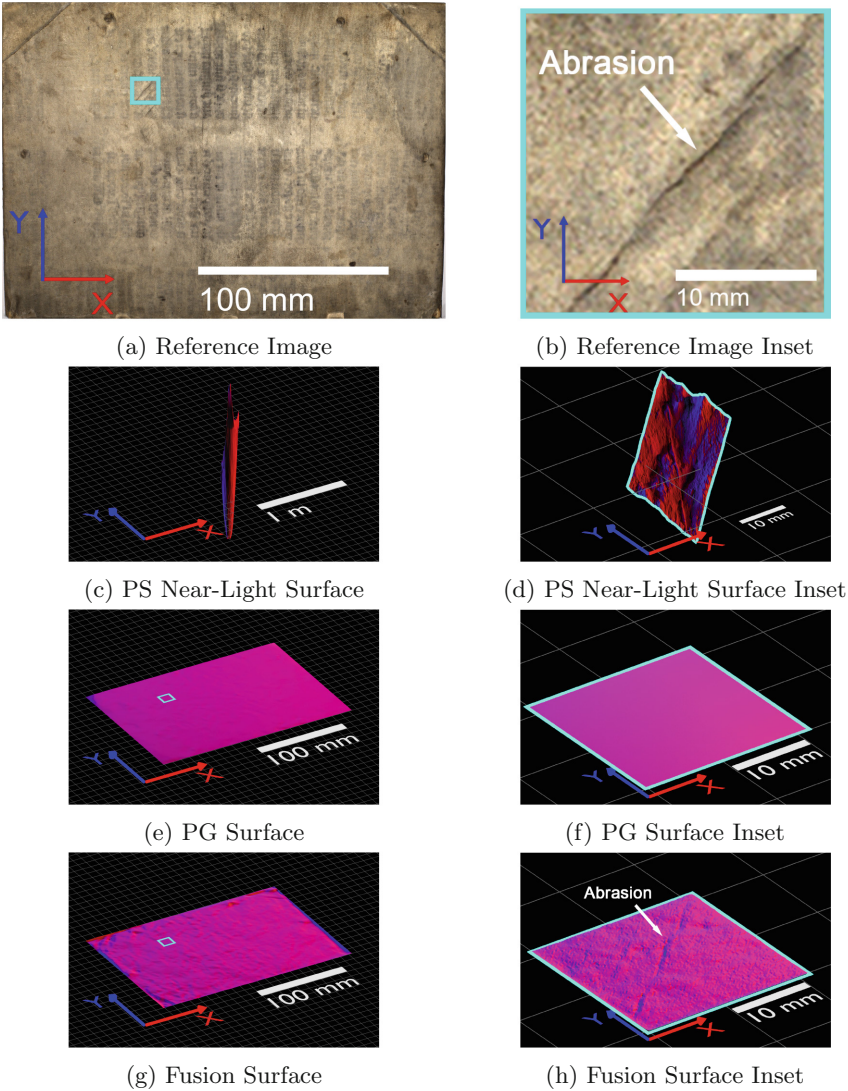 Y
X
100 mm
Abrasion
Y
X
10 mm
(a) Reference Image
(b) Reference Image Inset
Y
X
1 m
Y
X
10 mm
(c) PS Near-Light Surface
(d) PS Near-Light Surface Inset
Y
X
100 mm
Y
X
10 mm
(e) PG Surface
(f) PG Surface Inset
Y
X
100 mm
Abrasion
Y
X
10 mm
(g) Fusion Surface
(h) Fusion Surface Inset